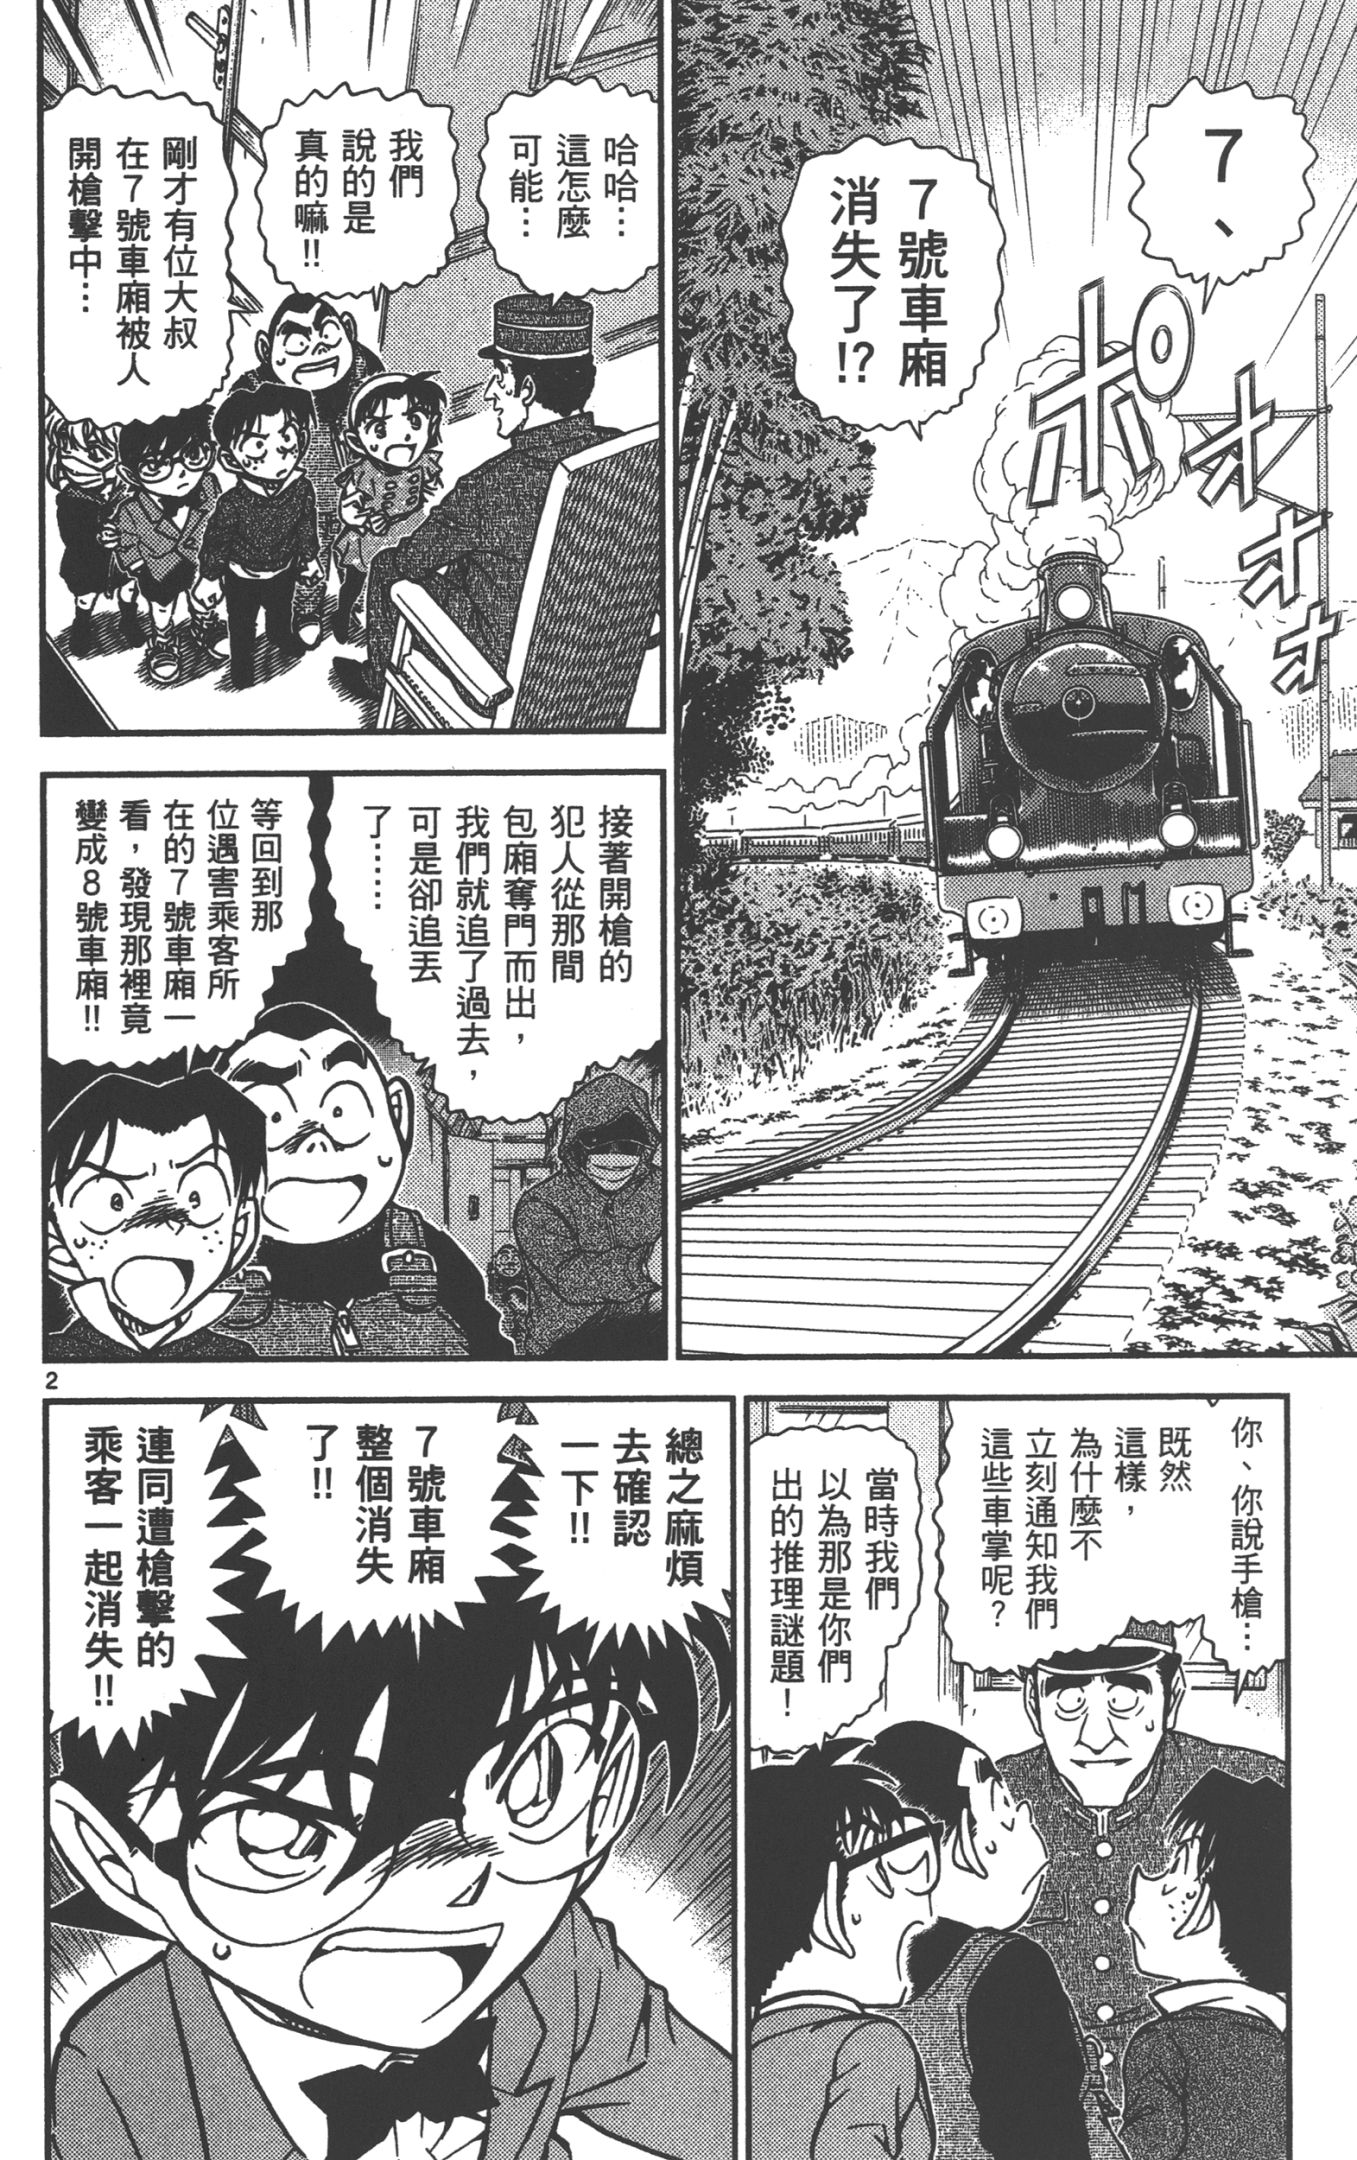 7、
7號車廂
消失了!?
ポオオオオ
哈哈…
這怎麼
可能…
我們
說的是
真的嘛!!
剛才有位大叔
在7號車廂被人
開槍擊中…
接著開槍的
犯人從那間
包廂奪門而出，
我們就追了過去，
可是卻追丟
了……
等回到那
位遇害乘客所
在的7號車廂一
看，發現那裡竟
變成8號車廂!!
2
你、你說手槍…
既然
這樣，
為什麼不
立刻通知我們
這些車掌呢？
當時我們
以為那是你們
出的推理謎題！
總之麻煩
去確認
一下!!
7號車廂
整個消失
了!!
連同遭槍擊的
乘客一起消失!!